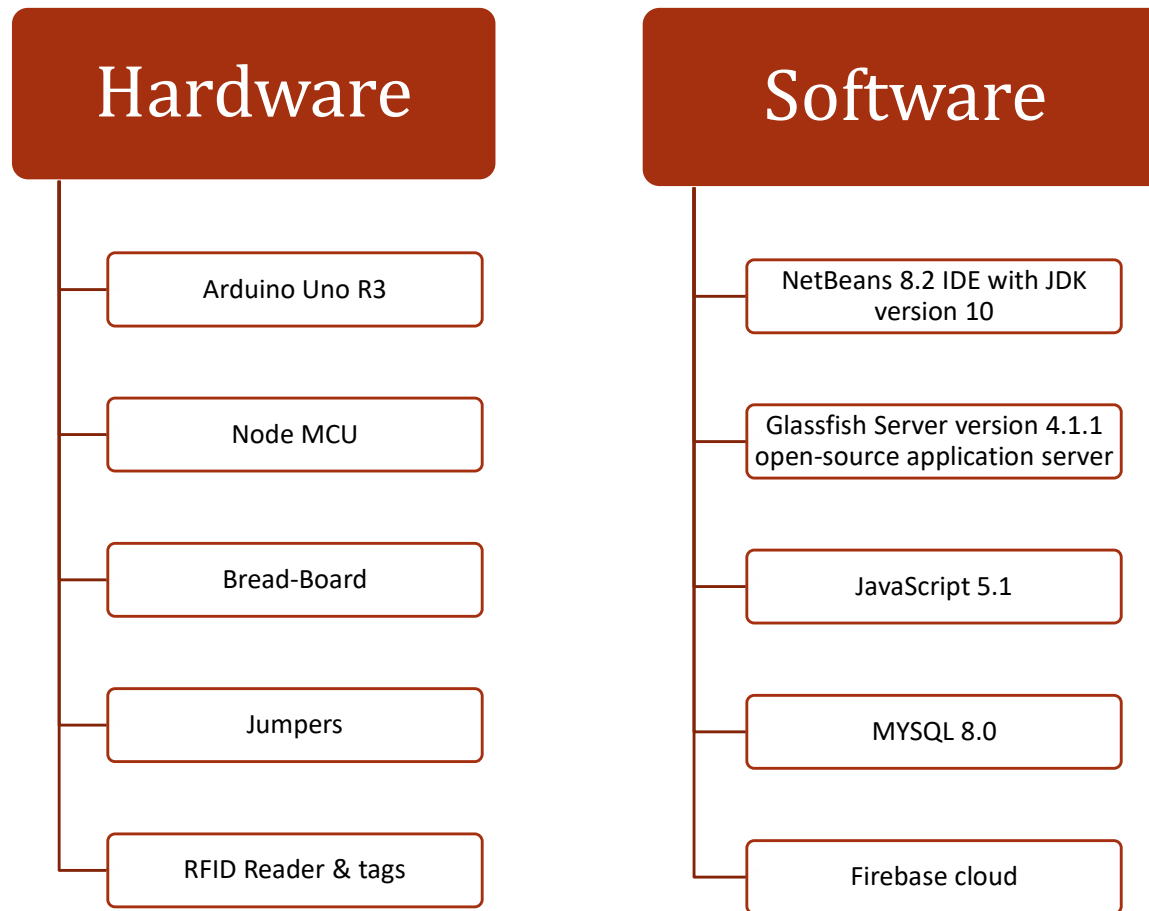 Hardware
Arduino Uno R3
Node MCU
Bread-Board
Jumpers
RFID Reader & tags
Software
NetBeans 8.2 IDE with JDK
version 10
Glassfish Server version 4.1.1
open-source application server
JavaScript 5.1
MYSQL 8.0
Firebase cloud